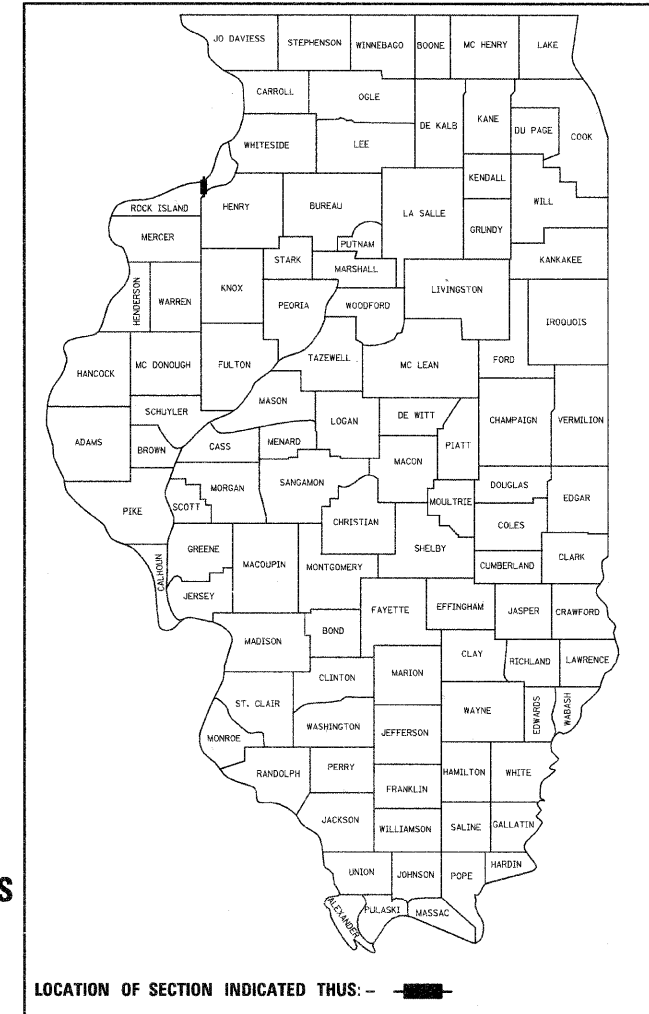 JO DAVIESS STEPHENSON WINNEBAGO BOONE MC HENRY LAKE
CARROLL OGLE
DE KALB KANE DU PAGE COOK
WHITESIDE LEE
KENDALL
ROCK ISLAND HENRY BUREAU LA SALLE WILL
MERCER PUTNAM GRUNDY
STARK MARSHALL KANKAKEE
HENDERSON WARREN KNOX PEORIA WOODFORD LIVINGSTON
IROQUOIS
HANCOCK MC DONOUGH FULTON TAZEWELL MC LEAN FORD
SCHUYLER MASON
LOGAN DE WITT CHAMPAIGN VERMILION
ADAMS BROWN CASS MENARD PIATT
MACON
MORGAN SANGAMON DOUGLAS
PIKE SCOTT MOULTRIE EDGAR
CHRISTIAN COLES
GREENE SHELBY
CALHOUN MACOUPIN MONTGOMERY CUMBERLAND CLARK
JERSEY
FAYETTE EFFINGHAM JASPER CRAWFORD
MADISON BOND
CLAY RICHLAND LAWRENCE
CLINTON MARION
ST. CLAIR WAYNE EDWARDS WABASH
WASHINGTON JEFFERSON
MONROE
RANDOLPH PERRY HAMILTON WHITE
FRANKLIN
JACKSON WILLIAMSON SALINE GALLATIN
UNION JOHNSON POPE HARDIN
S
ALEXANDER PULASKI MASSAC
LOCATION OF SECTION INDICATED THUS: –